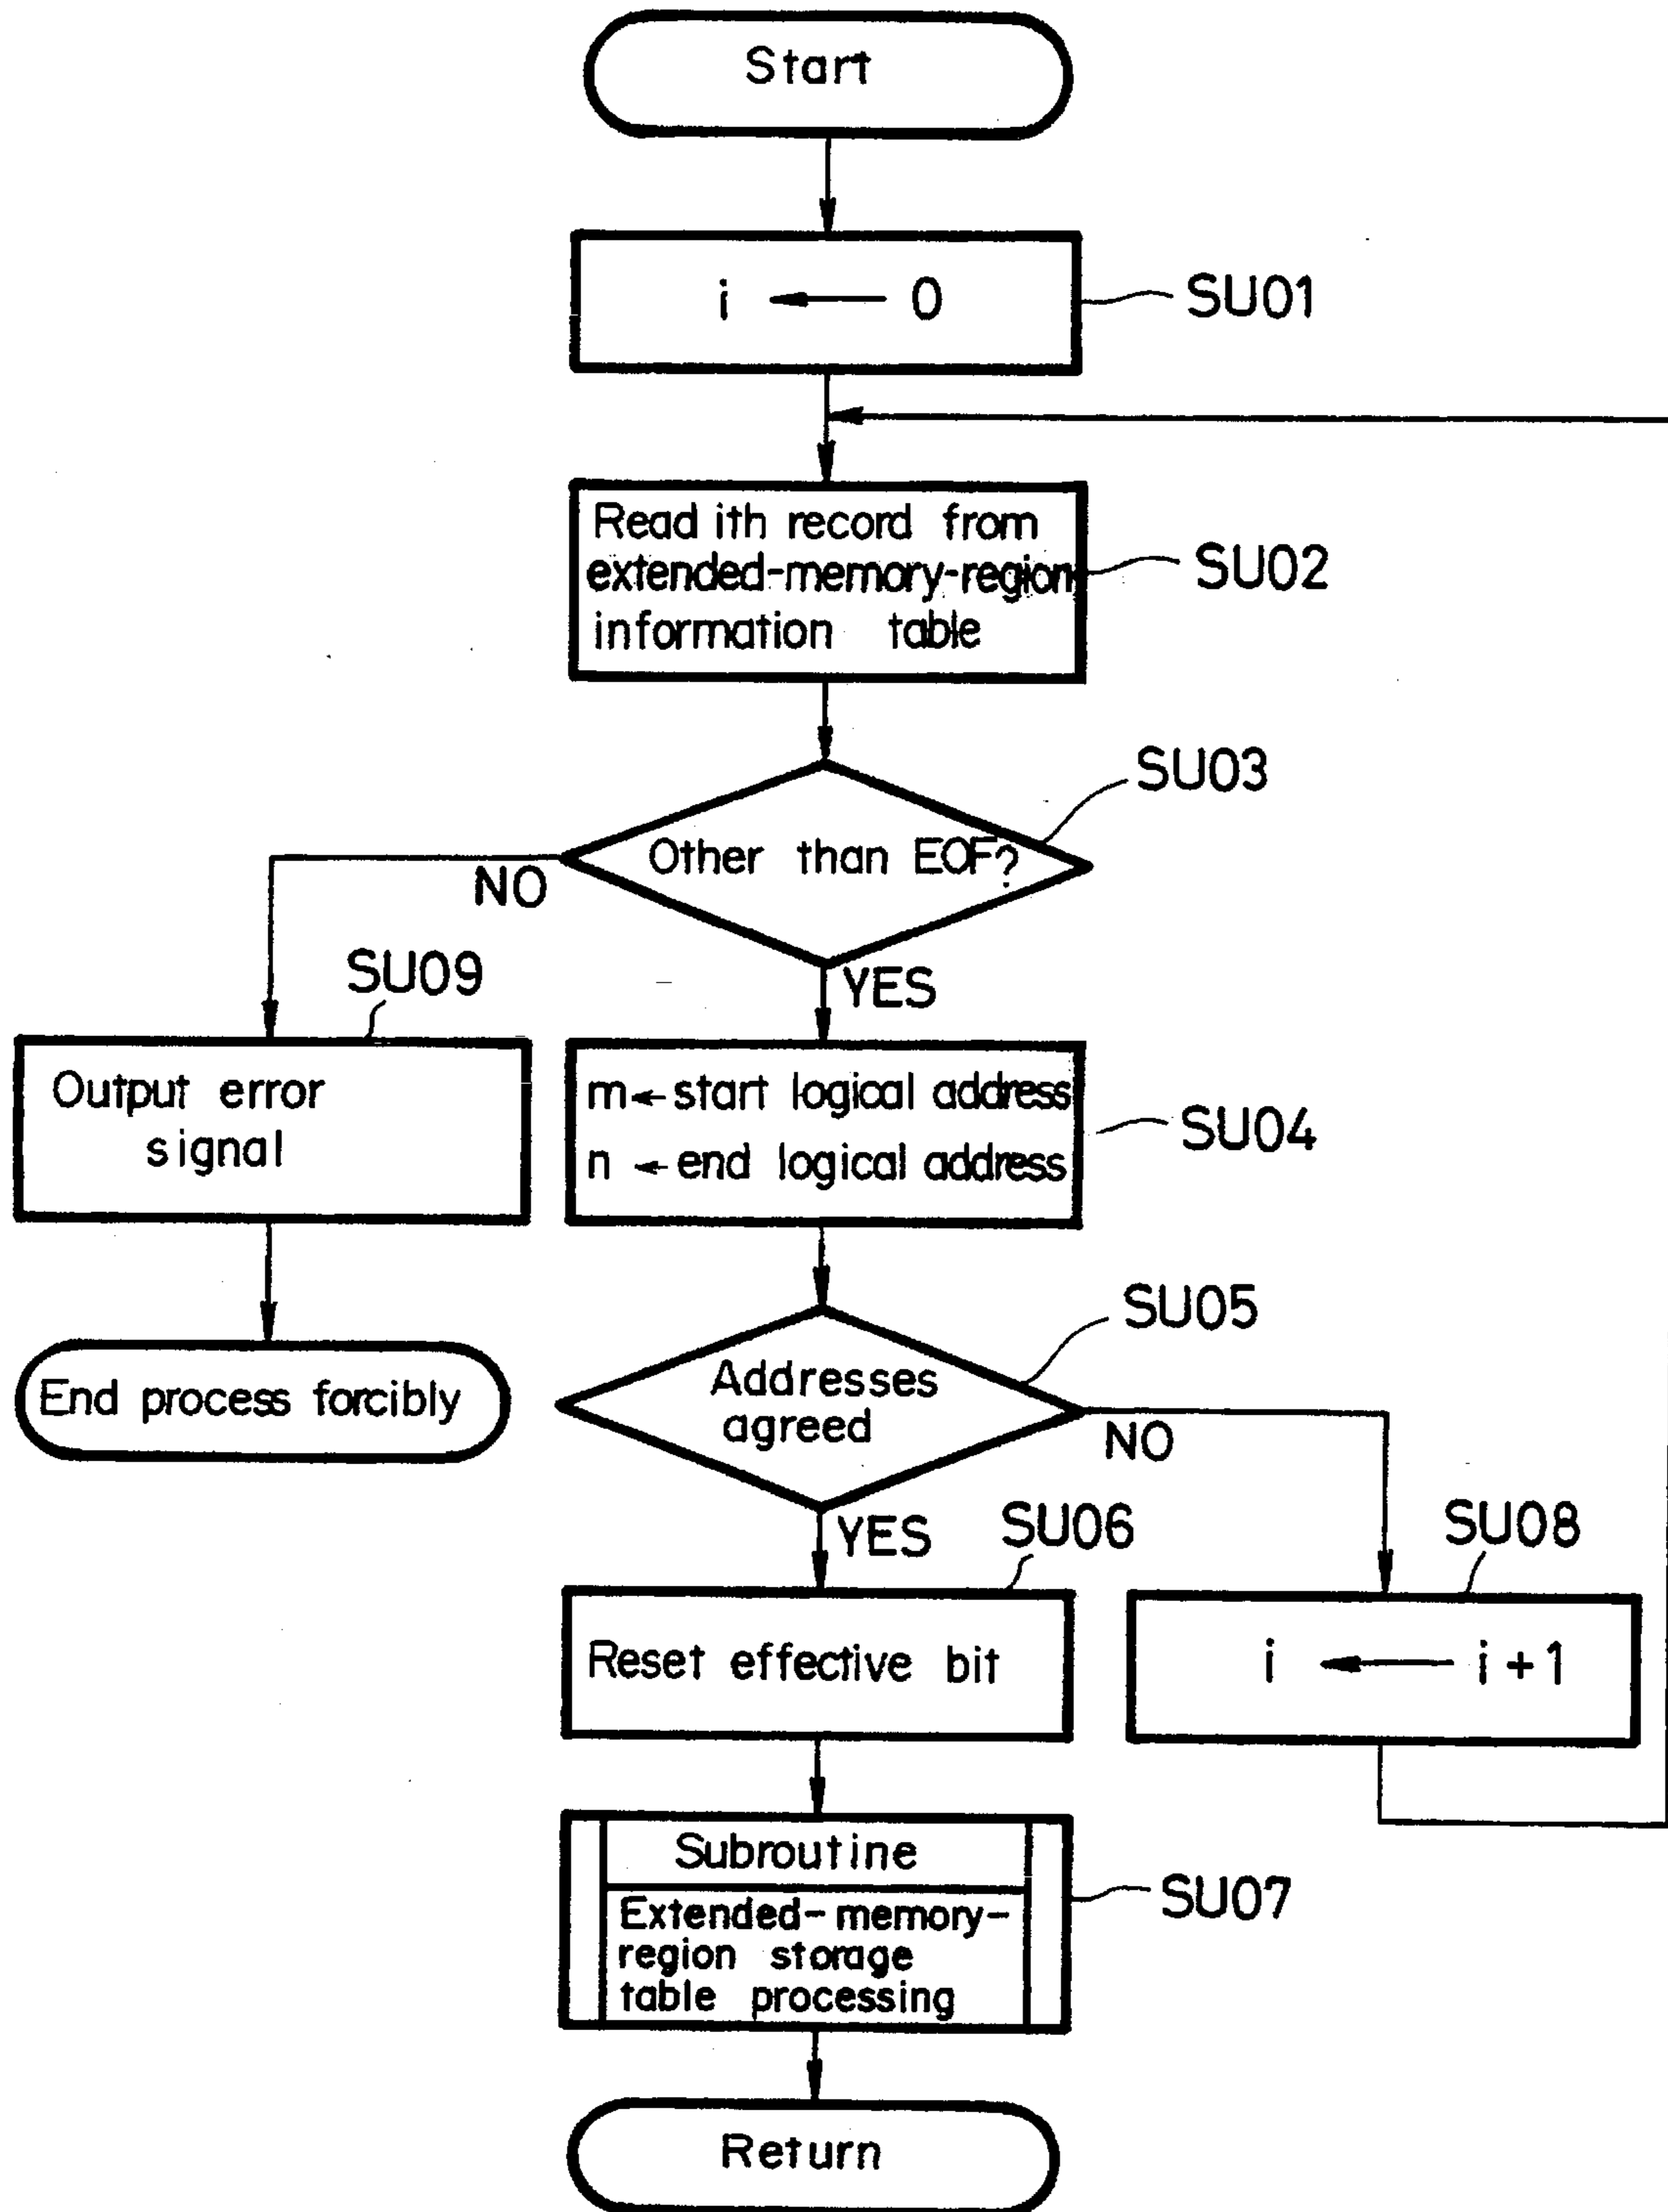 Start
i ← 0
SU01
Read ith record from
extended-memory-region
information table
SU02
SU03
Other than EOF?
NO
YES
SU09
Output error
signal
m←start logical address
n ←end logical address
SU04
End process forcibly
SU05
Addresses
agreed
NO
YES
SU06
SU08
Reset effective bit
i ← i+1
Subroutine
Extended-memory-
region storage
table processing
SU07
Return